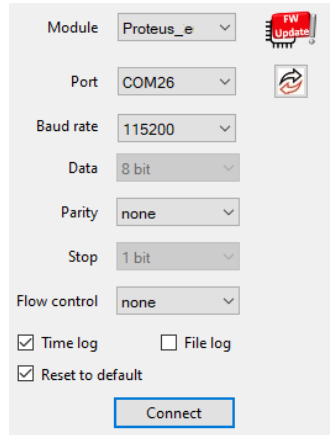 Module Proteus_e FW
Update
Port COM26
Baud rate 115200
Data 8 bit
Parity none
Stop 1 bit
Flow control none
Time log File log
Reset to default
Connect